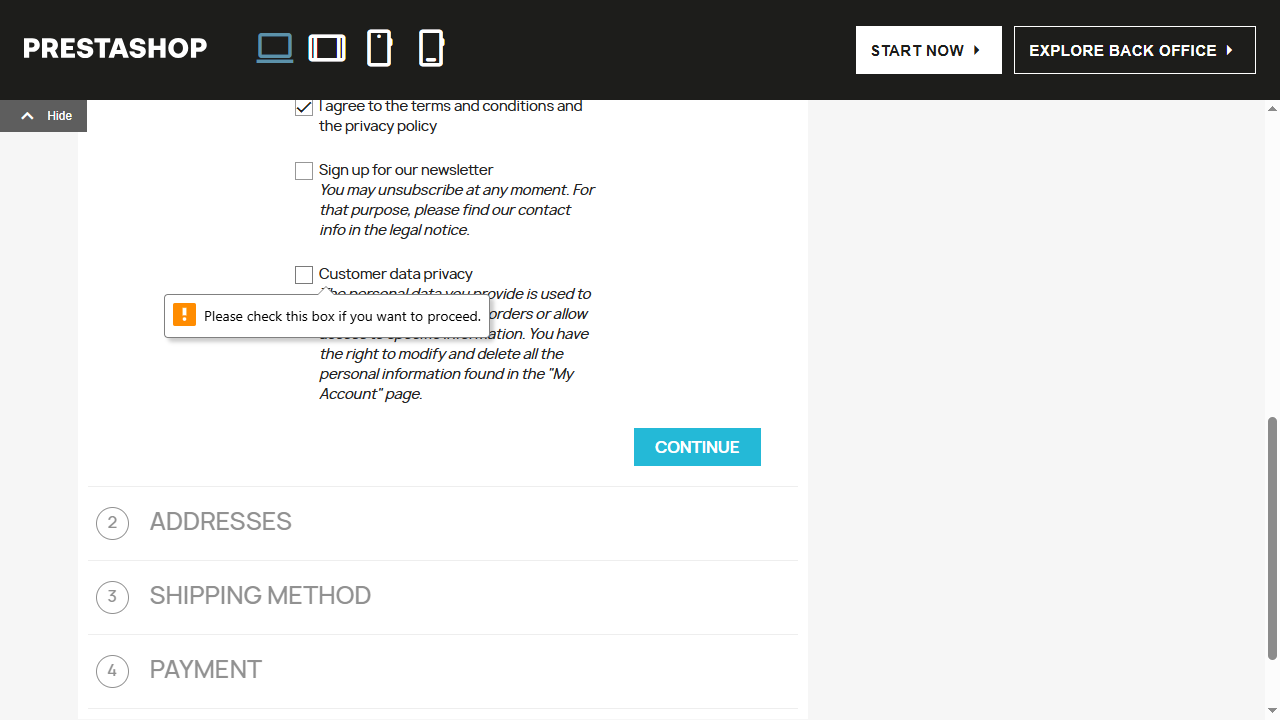 PRESTASHOP
START NOW
EXPLORE BACK OFFICE
Hide
I agree to the terms and conditions and
the privacy policy
Sign up for our newsletter
You may unsubscribe at any moment. For
that purpose, please find our contact
info in the legal notice.
Customer data privacy
The personal data you provide is used to
orders or allow
Please check this box if you want to proceed.
access to specific information. You have
the right to modify and delete all the
personal information found in the "My
Account" page.
CONTINUE
2 ADDRESSES
3 SHIPPING METHOD
4 PAYMENT